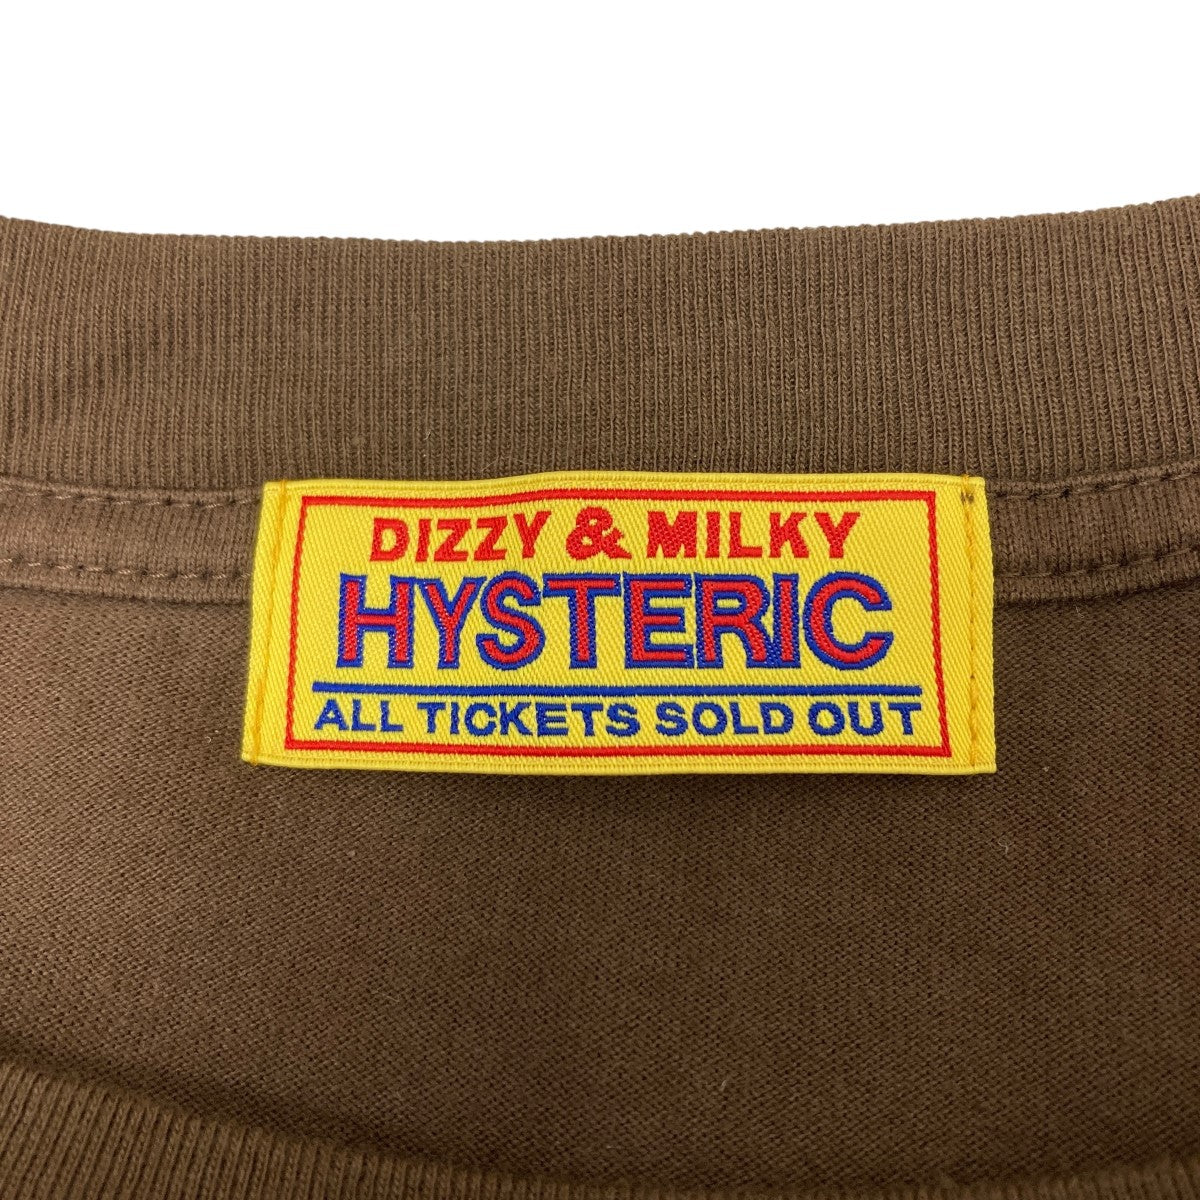 DIZZY & MILKY
HYSTERIC
ALL TICKETS SOLD OUT